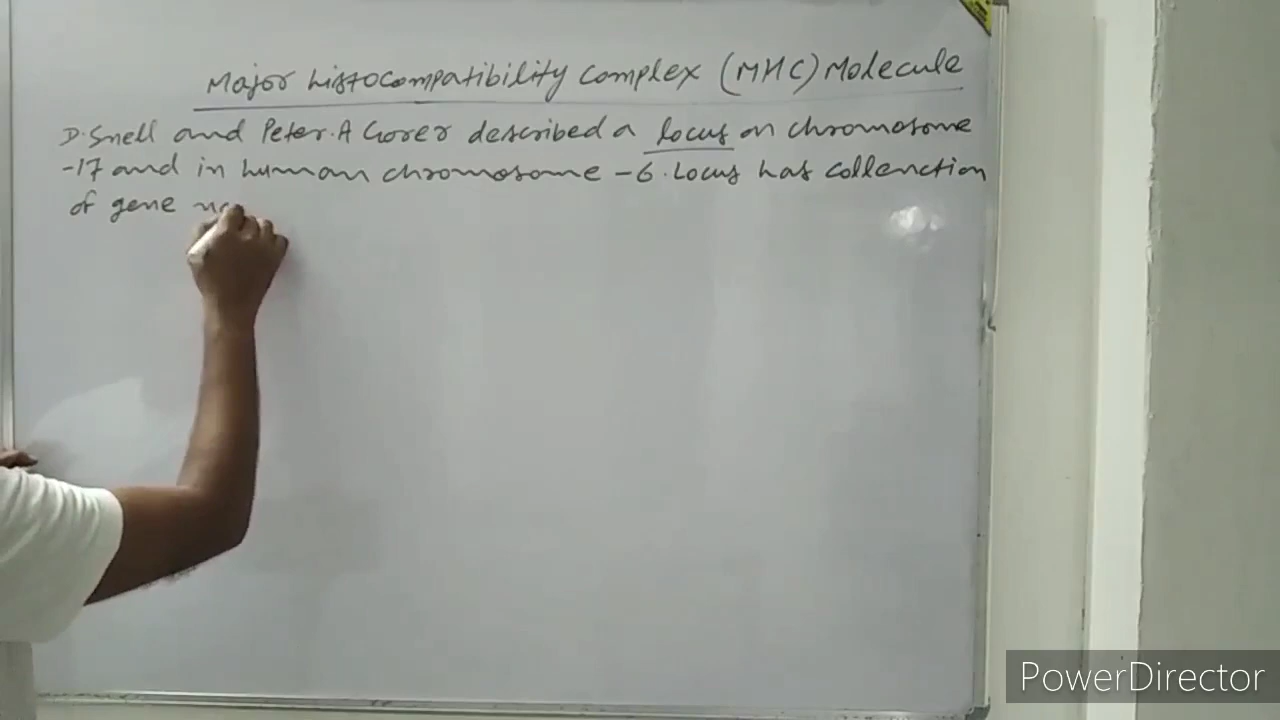 Major histocompatibility complex (MHC) Molecule
D. Snell and Peter. A Gorer described a locus on chromosome
-17 and in human chromosome -6. Locus has collenction
of gene
PowerDirector